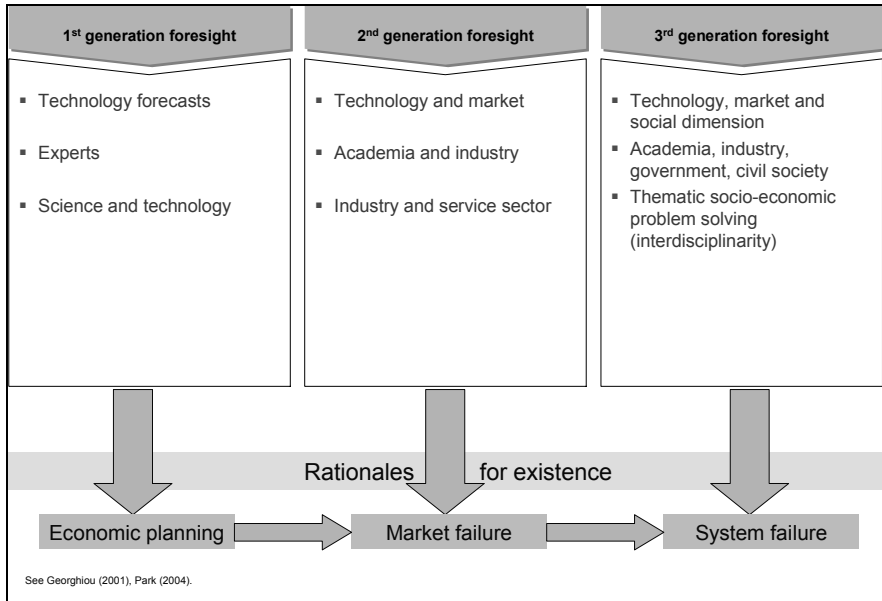 1st generation foresight
2nd generation foresight
3rd generation foresight
▪ Technology forecasts
▪ Experts
▪ Science and technology
▪ Technology and market
▪ Academia and industry
▪ Industry and service sector
▪ Technology, market and
social dimension
▪ Academia, industry,
government, civil society
▪ Thematic socio-economic
problem solving
(interdisciplinarity)
Rationales for existence
Economic planning
Market failure
System failure
See Georghiou (2001), Park (2004).